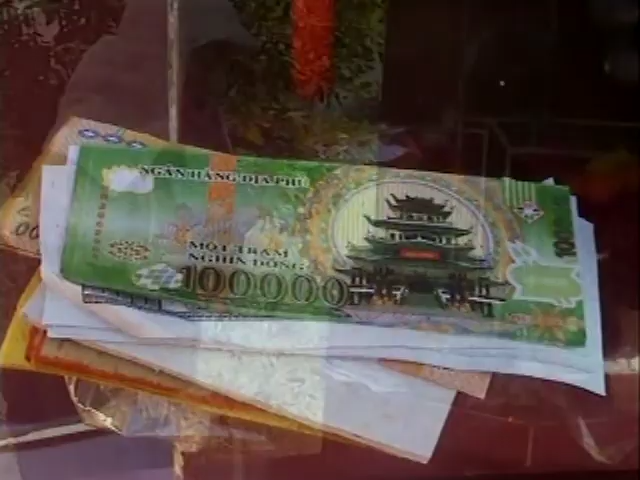 NGÂN HÀNG ĐỊA PHỦ
MỘT TRĂM
NGHÌN ĐỒNG
100000